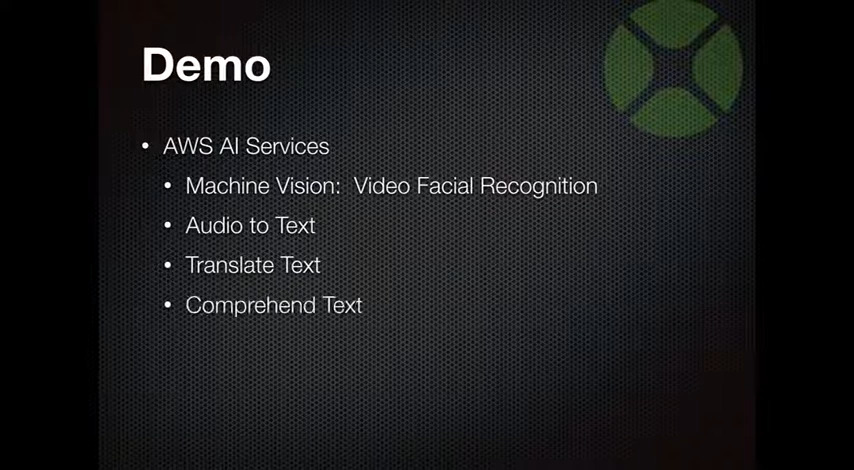 Demo
• AWS AI Services
• Machine Vision: Video Facial Recognition
• Audio to Text
• Translate Text
• Comprehend Text